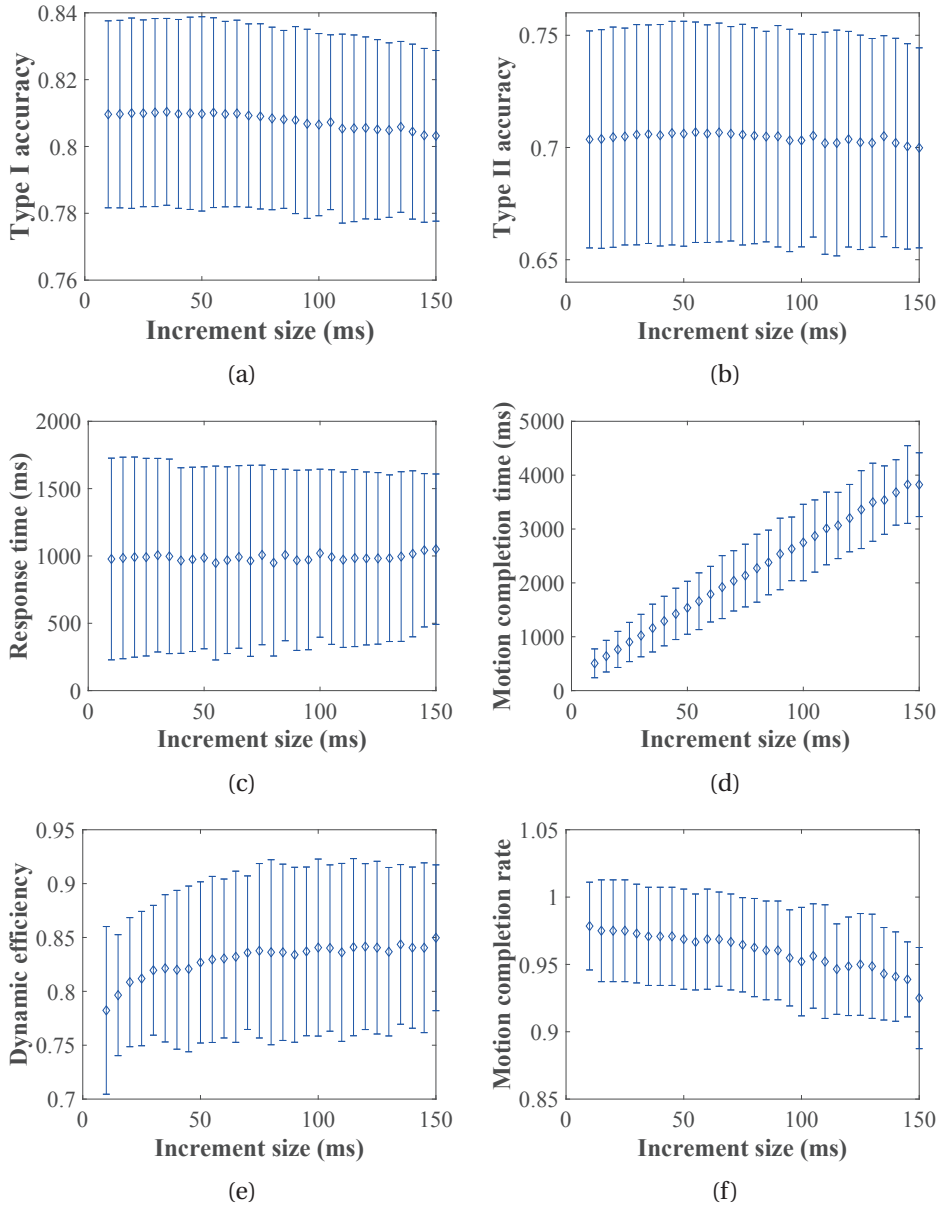 0.84
0.82
0.8
0.78
0.76
Type I accuracy
0 50 100 150
Increment size (ms)
(a)
0.75
0.7
0.65
Type II accuracy
0 50 100 150
Increment size (ms)
(b)
2000
1500
1000
500
0
Response time (ms)
0 50 100 150
Increment size (ms)
(c)
5000
4000
3000
2000
1000
0
Motion completion time (ms)
0 50 100 150
Increment size (ms)
(d)
0.95
0.9
0.85
0.8
0.75
0.7
Dynamic efficiency
0 50 100 150
Increment size (ms)
(e)
1.05
1
0.95
0.9
0.85
Motion completion rate
0 50 100 150
Increment size (ms)
(f)